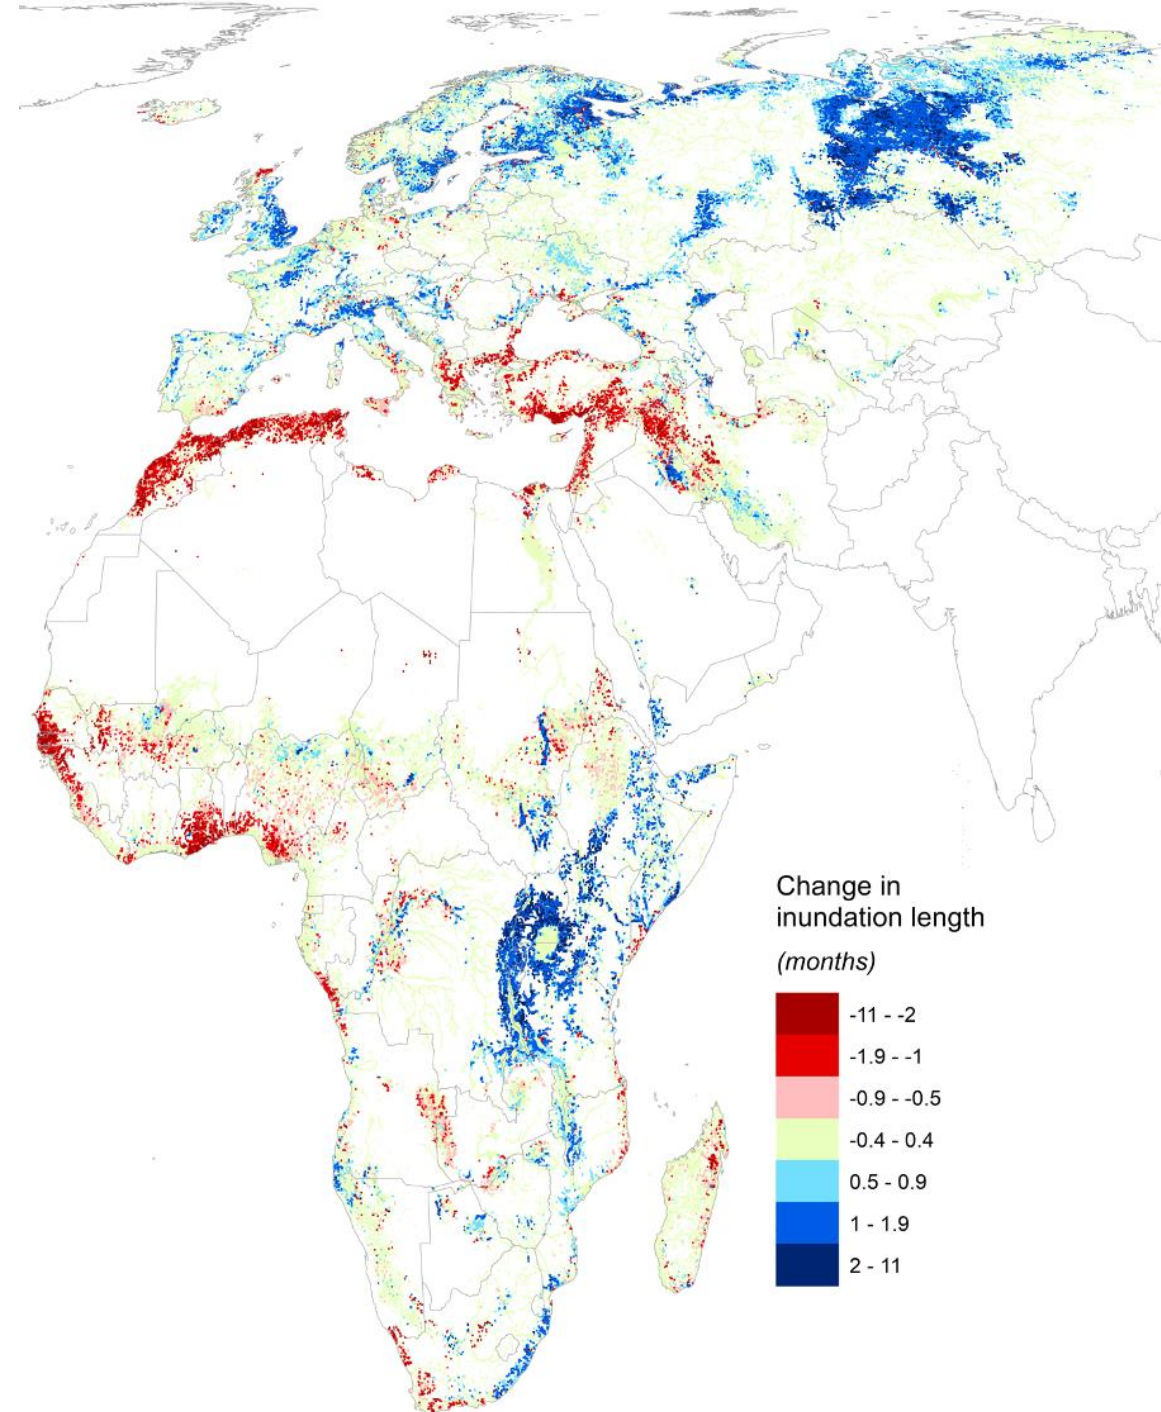 Change in
inundation length
(months)
-11 - -2
-1.9 - -1
-0.9 - -0.5
-0.4 - 0.4
0.5 - 0.9
1 - 1.9
2 - 11